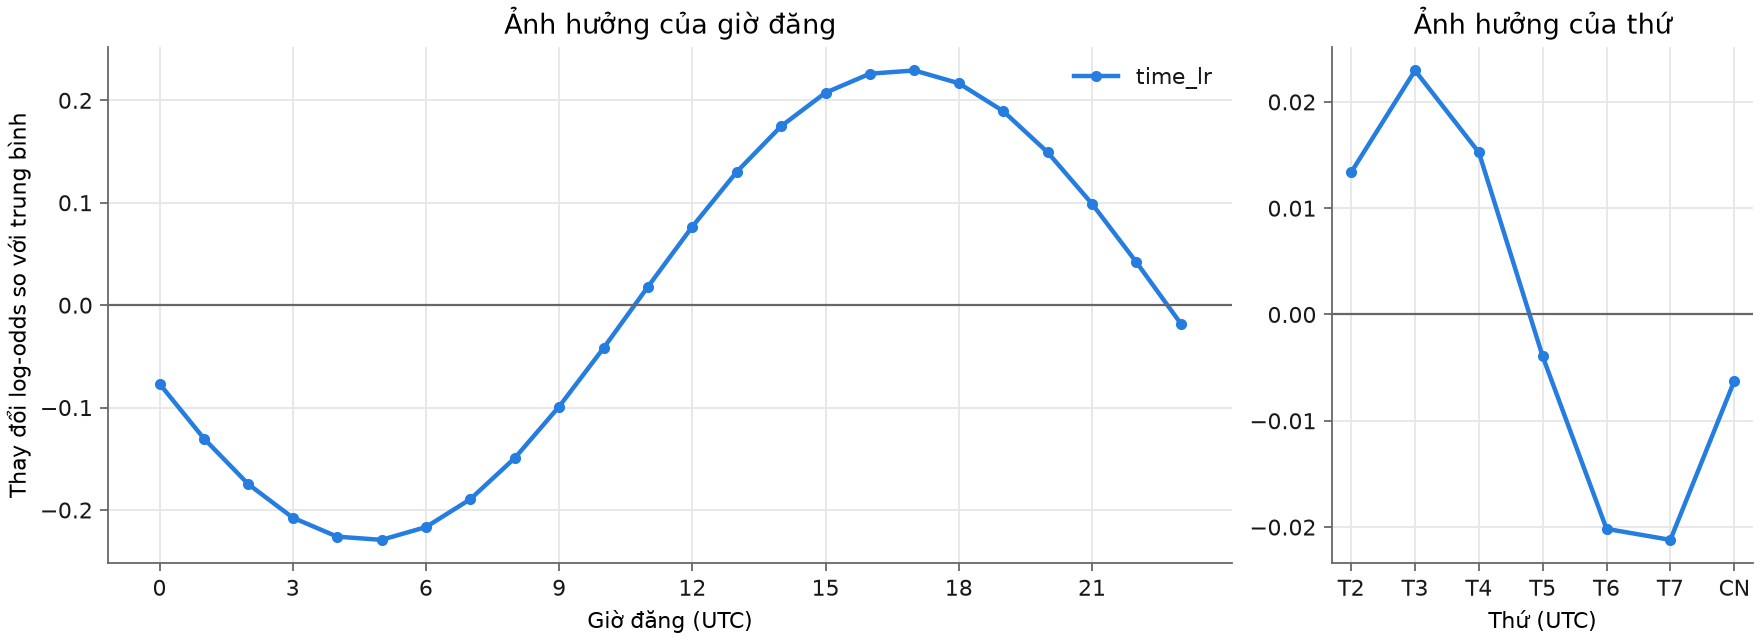 Ảnh hưởng của giờ đăng
time_lr
Thay đổi log-odds so với trung bình
0.2
0.1
0.0
−0.1
−0.2
0 3 6 9 12 15 18 21
Giờ đăng (UTC)
Ảnh hưởng của thứ
0.02
0.01
0.00
−0.01
−0.02
T2 T3 T4 T5 T6 T7 CN
Thứ (UTC)